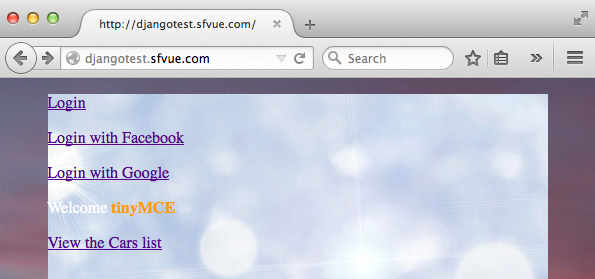 http://djangotest.sfvue.com/
djangotest.sfvue.com
Search
Login
Login with Facebook
Login with Google
Welcome tinyMCE
View the Cars list